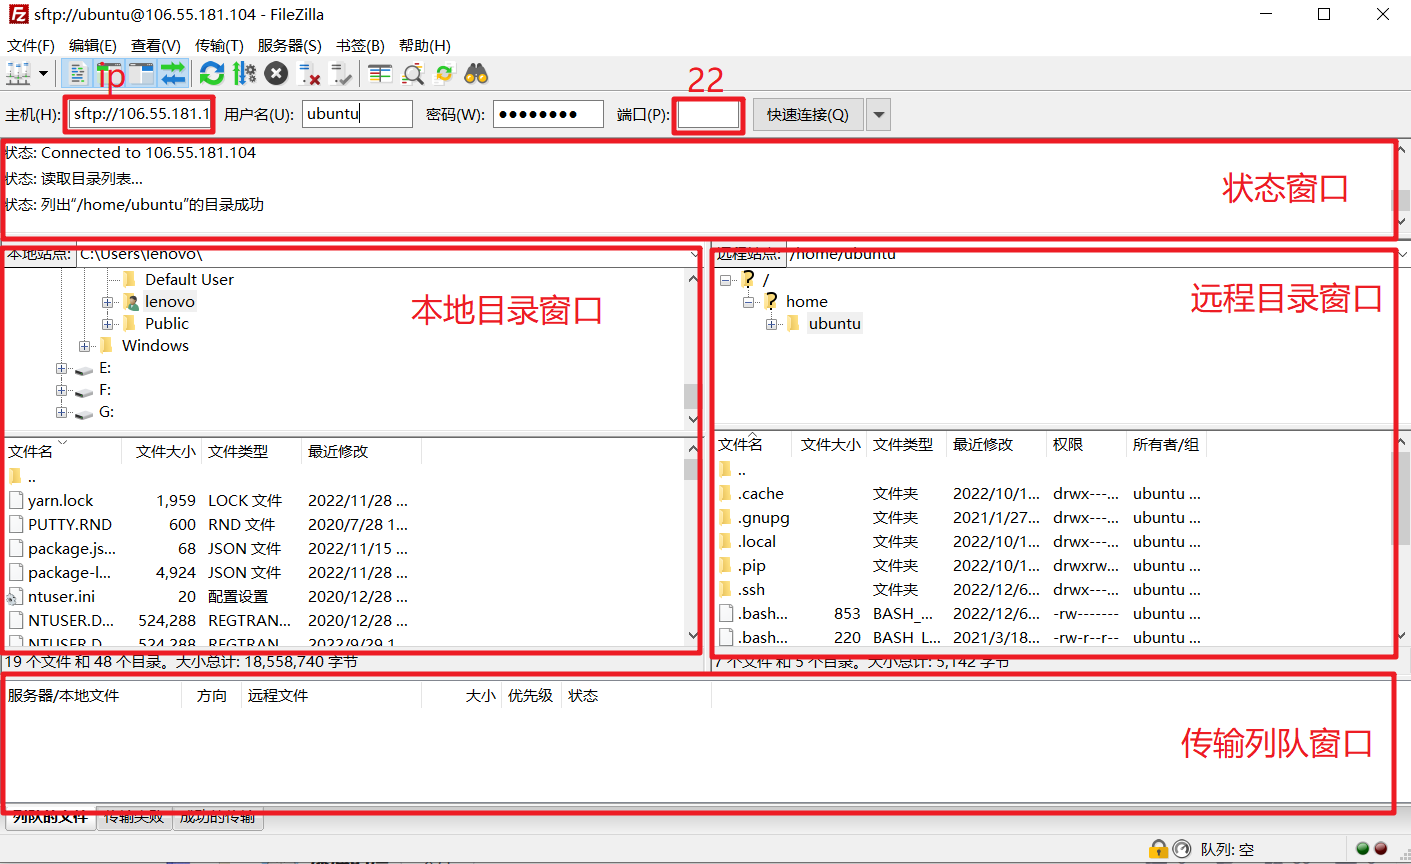 sftp://ubuntu@106.55.181.104 - FileZilla
文件(F) 编辑(E) 查看(V) 传输(T) 服务器(S) 书签(B) 帮助(H)
ip 22
主机(H): sftp://106.55.181.1 用户名(U): ubuntu 密码(W): ●●●●●●●● 端口(P): 快速连接(Q)
状态: Connected to 106.55.181.104
状态: 读取目录列表...
状态: 列出“/home/ubuntu”的目录成功
状态窗口
本地站点: C:\Users\lenovo\
Default User
lenovo
Public
Windows
E:
F:
G:
本地目录窗口
文件名 文件大小 文件类型 最近修改
..
yarn.lock 1,959 LOCK 文件 2022/11/28 ...
PUTTY.RND 600 RND 文件 2020/7/28 1...
package.js... 68 JSON 文件 2022/11/15 ...
package-l... 4,924 JSON 文件 2022/11/28 ...
ntuser.ini 20 配置设置 2020/12/28 ...
NTUSER.D... 524,288 REGTRAN... 2020/12/28 ...
NTUSER.D... 524,288 REGTRAN... 2022/9/29 1...
19 个文件 和 48 个目录。大小总计: 18,558,740 字节
远程站点: /home/ubuntu
/
home
ubuntu
远程目录窗口
文件名 文件大小 文件类型 最近修改 权限 所有者/组
..
.cache 文件夹 2022/10/1... drwx---... ubuntu ...
.gnupg 文件夹 2021/1/27... drwx---... ubuntu ...
.local 文件夹 2022/10/1... drwx---... ubuntu ...
.pip 文件夹 2022/10/1... drwxrw... ubuntu ...
.ssh 文件夹 2022/12/6... drwx---... ubuntu ...
.bash... 853 BASH_... 2022/12/6... -rw------- ubuntu ...
.bash... 220 BASH_L... 2021/3/18... -rw-r--r-- ubuntu ...
7 个文件 和 5 个目录。大小总计: 5,142 字节
服务器/本地文件 方向 远程文件 大小 优先级 状态
传输列队窗口
列队的文件 传输失败 成功的传输
队列: 空